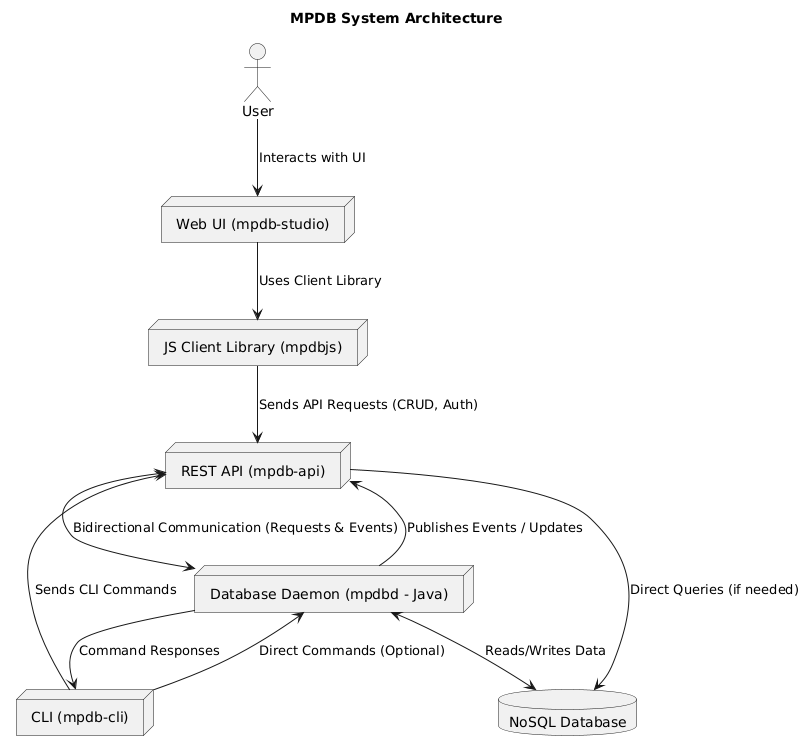 MPDB System Architecture
User
Interacts with UI
Web UI (mpdb-studio)
Uses Client Library
JS Client Library (mpdbjs)
Sends API Requests (CRUD, Auth)
REST API (mpdb-api)
Bidirectional Communication (Requests & Events)
Publishes Events / Updates
Sends CLI Commands
Database Daemon (mpdbd - Java)
Direct Queries (if needed)
Command Responses
Direct Commands (Optional)
Reads/Writes Data
CLI (mpdb-cli)
NoSQL Database